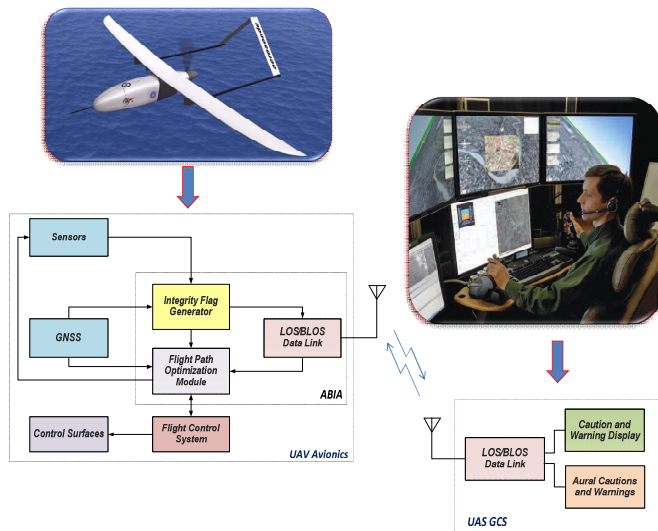 Sensors
Integrity Flag
Generator
GNSS
LOS/BLOS
Data Link
Flight Path
Optimization
Module
ABIA
Control Surfaces
Flight Control
System
UAV Avionics
LOS/BLOS
Data Link
Caution and
Warning Display
Aural Cautions
and Warnings
UAS GCS